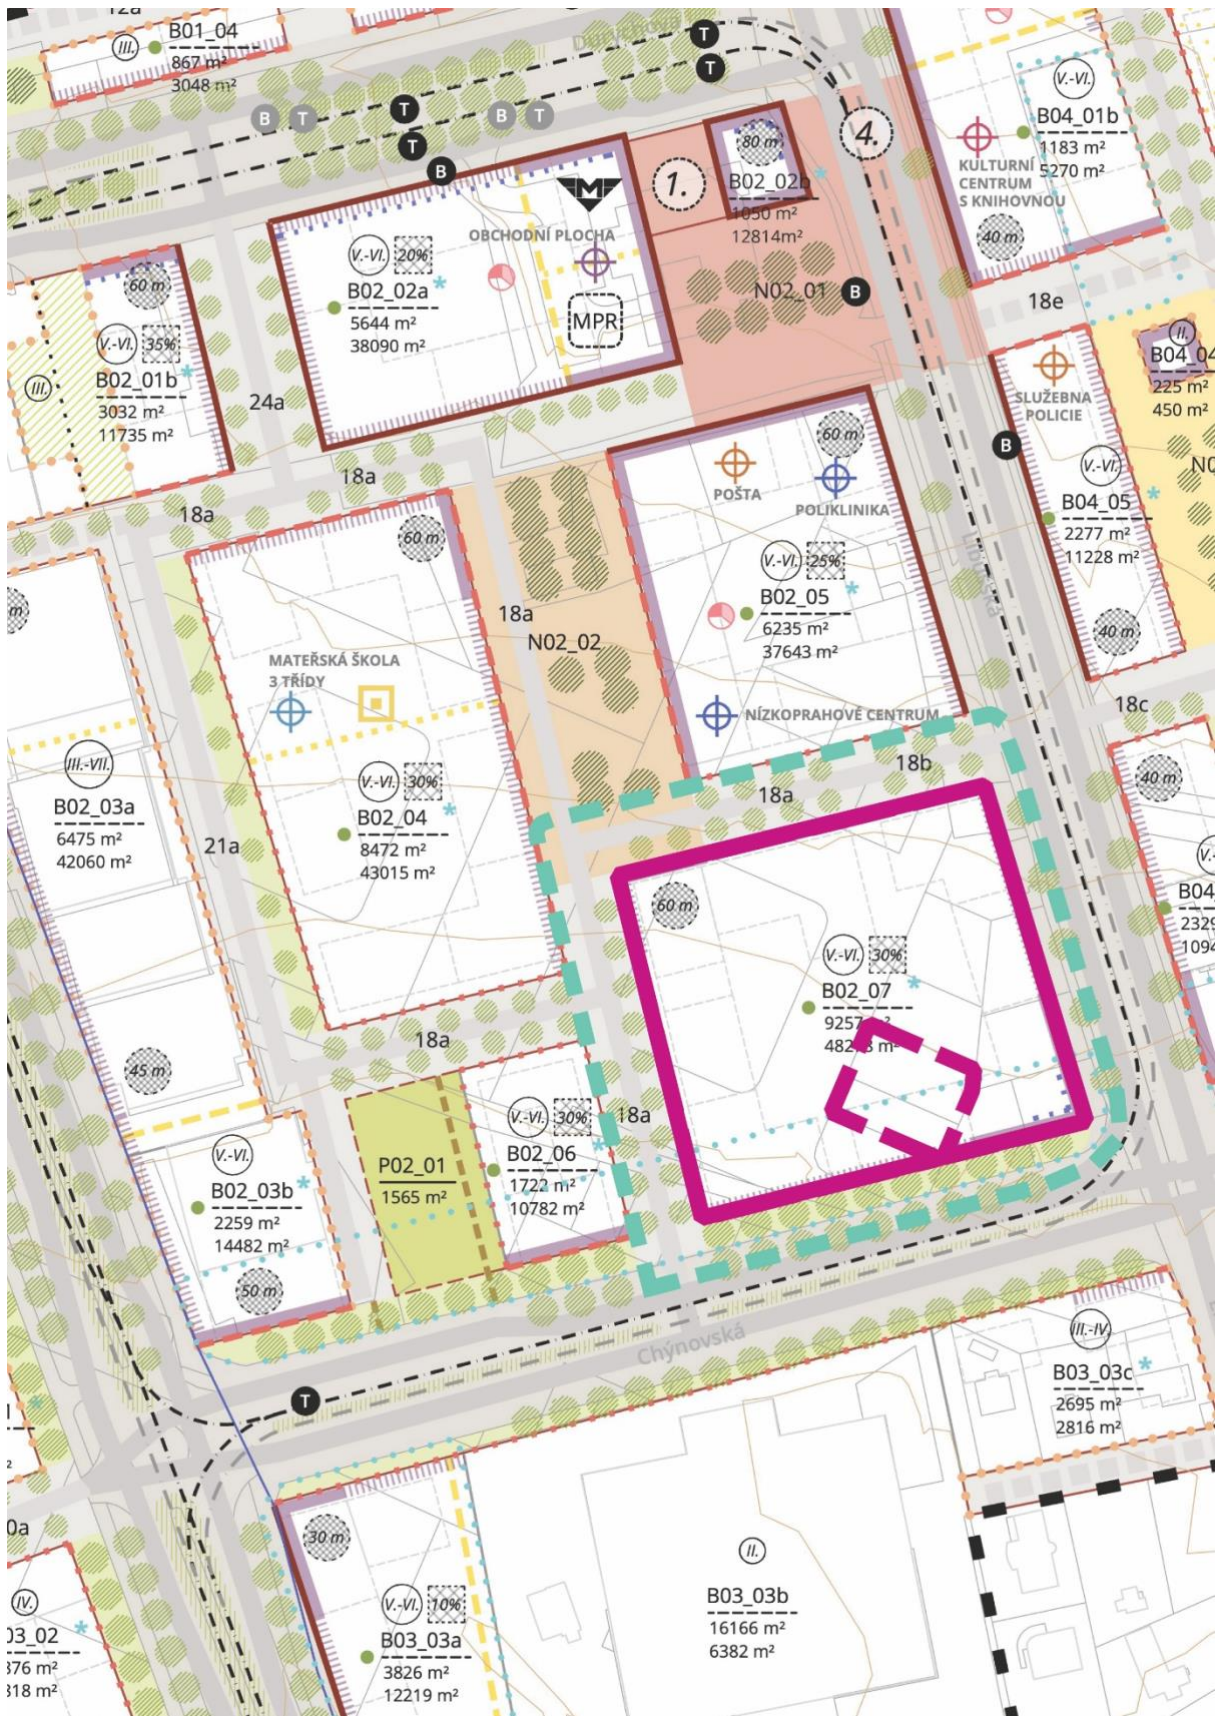 12a
III.
B01_04
867 m²
3048 m²
T
T
B
T
T
T
B
T
B
4.
V.-VI.
B04_01b
1183 m²
5270 m²
KULTURNÍ
CENTRUM
S KNIHOVNOU
40 m
80 m
B02_02b
1050 m²
12814m²
1.
M
OBCHODNÍ PLOCHA
V.-VI.
20%
B02_02a
5644 m²
38090 m²
MPR
N02_01
B
18e
60 m
V.-VI.
35%
B02_01b
3032 m²
11735 m²
III.
24a
18a
18a
II.
B04_04
225 m²
450 m²
SLUŽEBNA
POLICIE
B
V.-VI.
B04_05
2277 m²
11228 m²
40 m
60 m
POŠTA
POLIKLINIKA
V.-VI.
25%
B02_05
6235 m²
37643 m²
NÍZKOPRAHOVÉ CENTRUM
60 m
18a
N02_02
MATEŘSKÁ ŠKOLA
3 TŘÍDY
V.-VI.
30%
B02_04
8472 m²
43015 m²
III.-VII.
B02_03a
6475 m²
42060 m²
21a
18c
40 m
18b
18a
60 m
V.-VI.
30%
B02_07
45 m
18a
18a
V.-VI.
30%
B02_06
1722 m²
10782 m²
P02_01
1565 m²
V.-VI.
B02_03b
2259 m²
14482 m²
50 m
Chýnovská
T
III.-IV.
B03_03c
2695 m²
2816 m²
30 m
V.-VI.
10%
B03_03a
3826 m²
12219 m²
II.
B03_03b
16166 m²
6382 m²
IV.